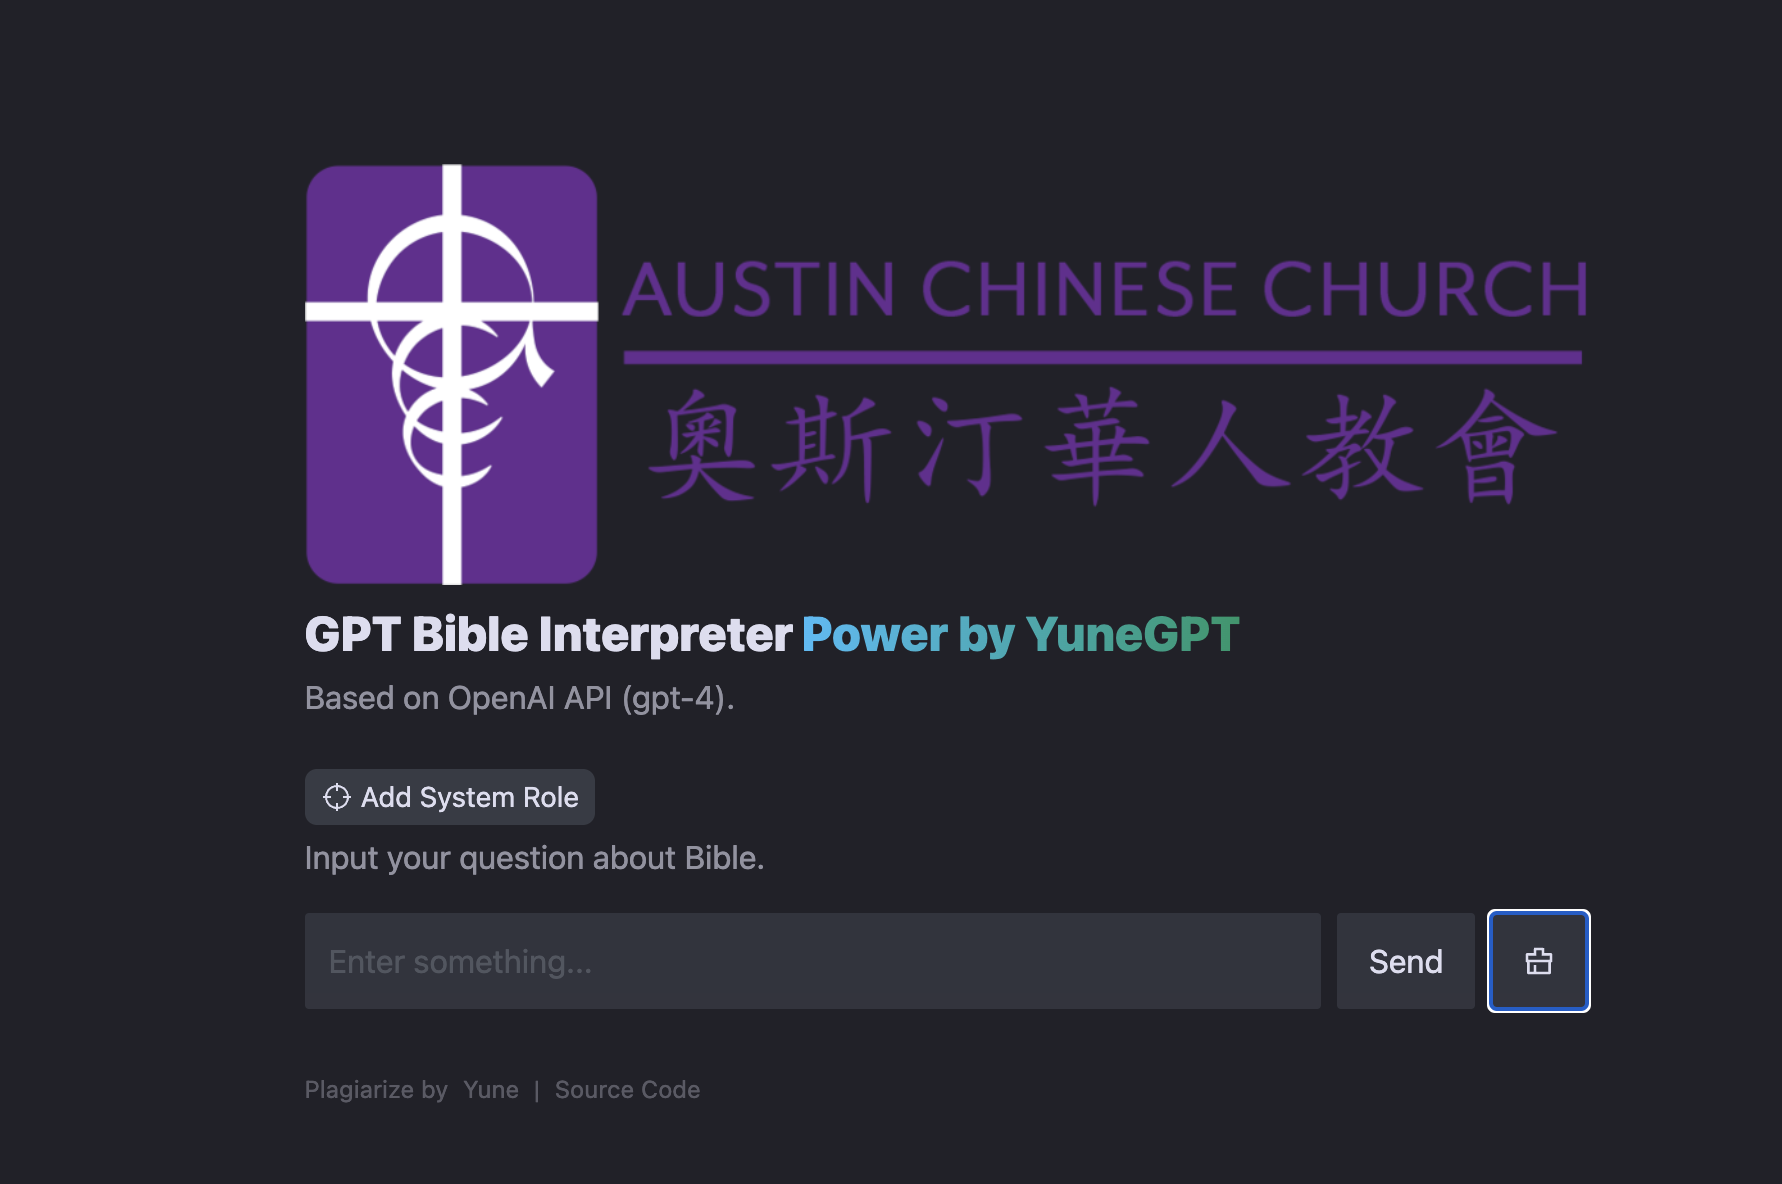 AUSTIN CHINESE CHURCH
奧斯汀華人教會
GPT Bible Interpreter Power by YuneGPT
Based on OpenAI API (gpt-4).
Add System Role
Input your question about Bible.
Enter something...
Send
Plagiarize by Yune | Source Code